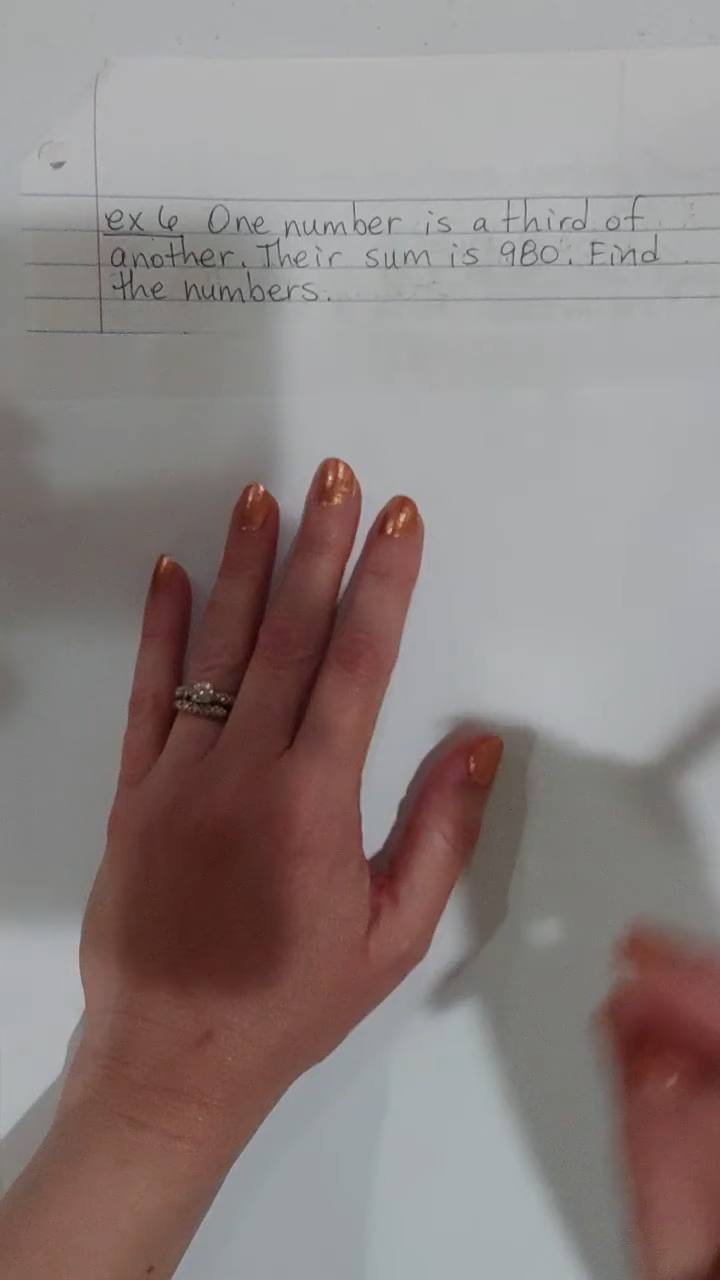 ex 6 One number is a third of
another. Their sum is 980. Find
the numbers.